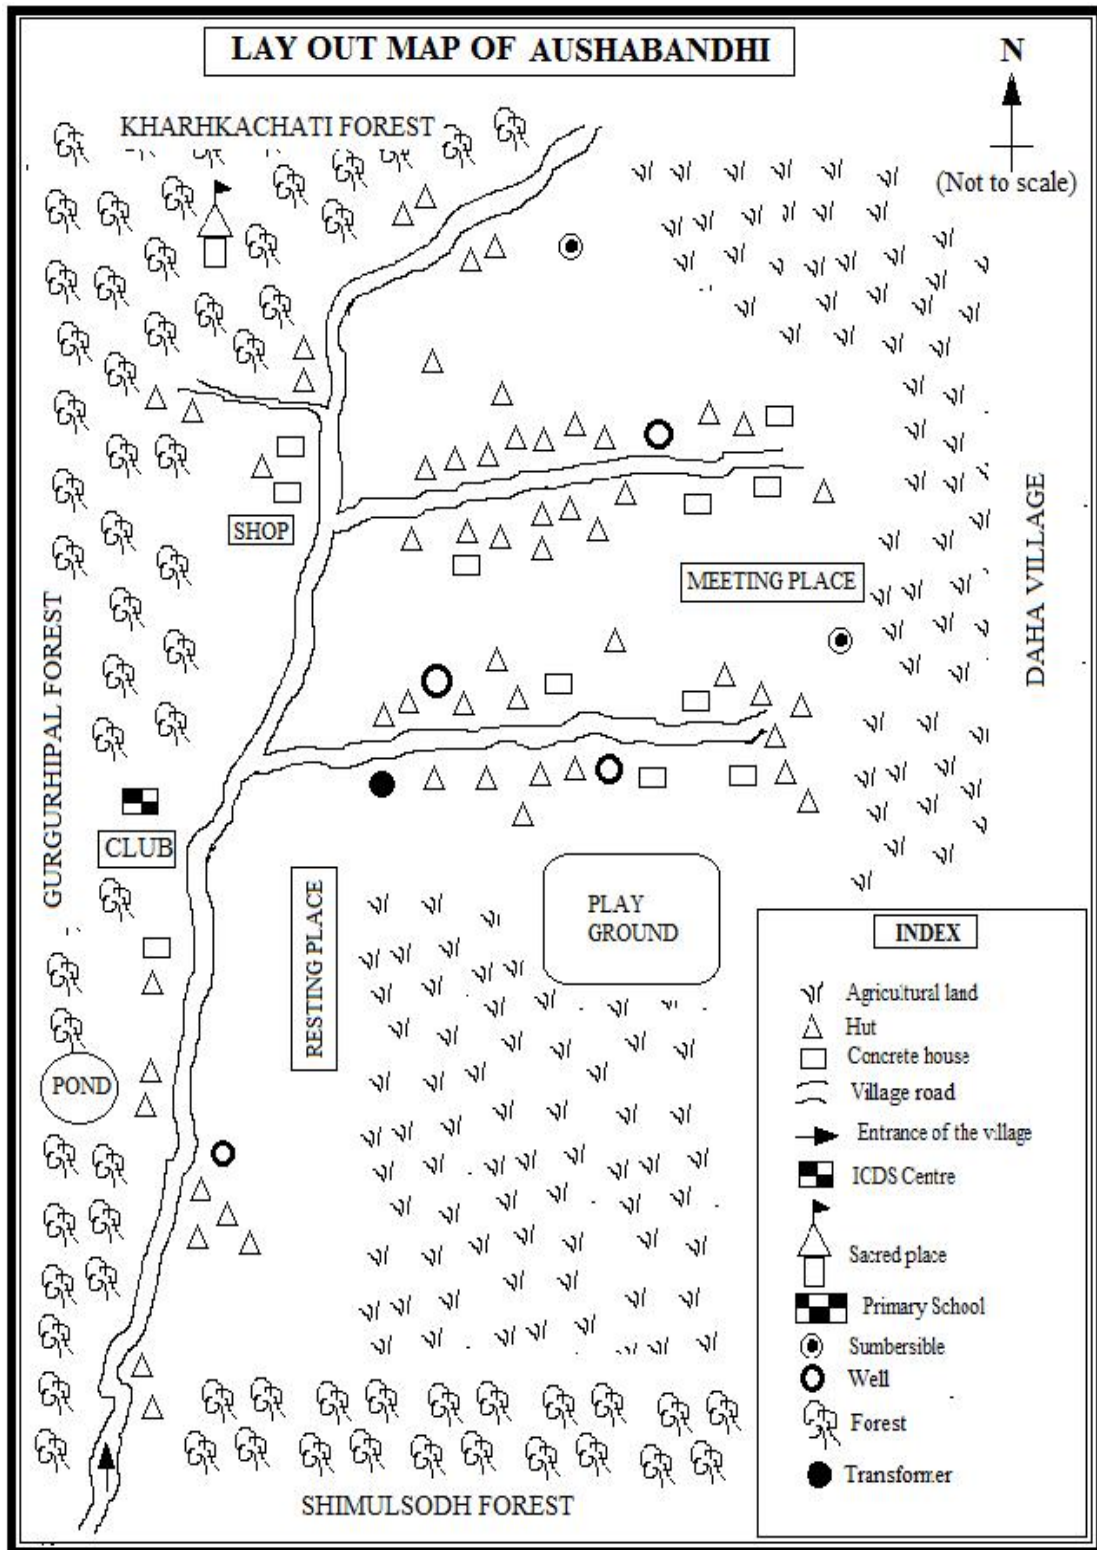 LAY OUT MAP OF AUSHABANDHI
N
(Not to scale)
KHARHKACHATI FOREST
SHOP
MEETING PLACE
DAHA VILLAGE
GURGURHIPAL FOREST
CLUB
RESTING PLACE
PLAY
GROUND
POND
SHIMULSODH FOREST
INDEX
Agricultural land
Hut
Concrete house
Village road
Entrance of the village
ICDS Centre
Sacred place
Primary School
Sumbersible
Well
Forest
Transformer